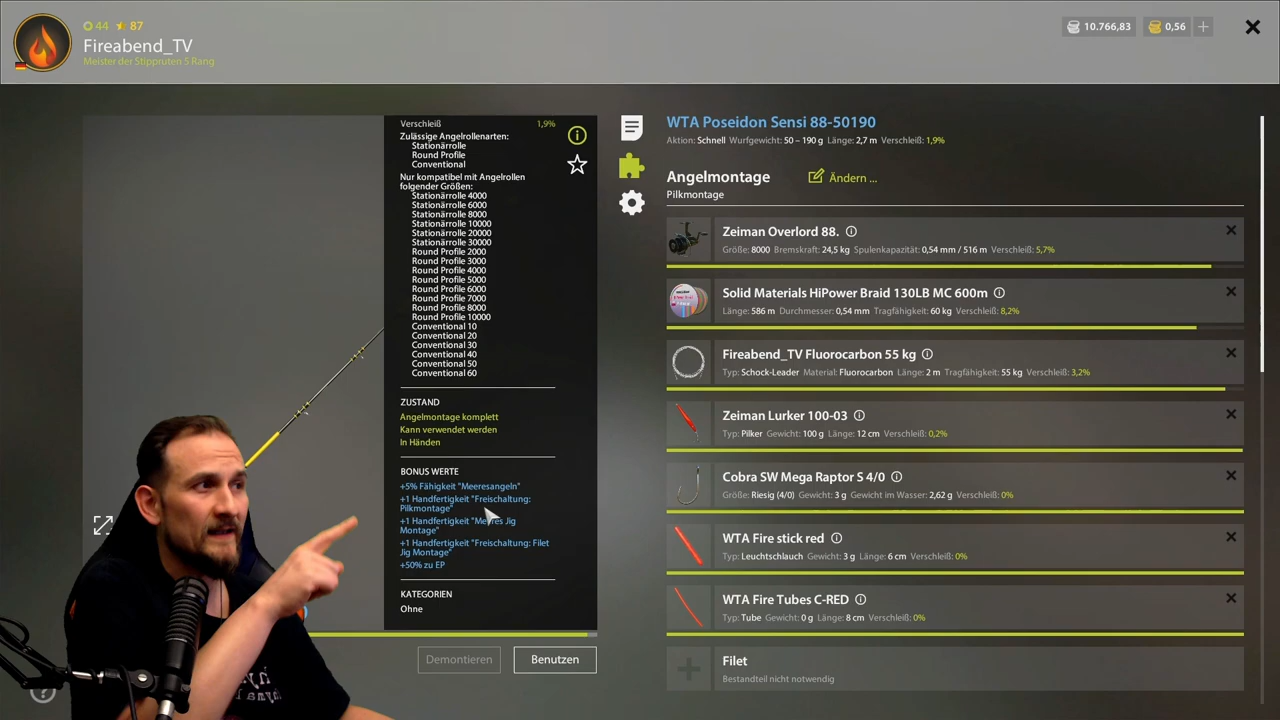 44 87
Fireabend_TV
Meister der Stippruten 5 Rang
10.766,83 0,56
Verschleiß 1,9%
Zulässige Angelrollenarten:
Stationärrolle
Round Profile
Conventional
Nur kompatibel mit Angelrollen
folgender Größen:
Stationärrolle 4000
Stationärrolle 6000
Stationärrolle 8000
Stationärrolle 10000
Stationärrolle 20000
Stationärrolle 30000
Round Profile 2000
Round Profile 3000
Round Profile 4000
Round Profile 5000
Round Profile 6000
Round Profile 7000
Round Profile 8000
Round Profile 10000
Conventional 10
Conventional 20
Conventional 30
Conventional 40
Conventional 50
Conventional 60
ZUSTAND
Angelmontage komplett
Kann verwendet werden
In Händen
BONUS WERTE
+5% Fähigkeit "Meeresangeln"
+1 Handfertigkeit "Freischaltung:
Pilkmontage"
+1 Handfertigkeit "Meeres Jig
Montage"
+1 Handfertigkeit "Freischaltung: Filet
Jig Montage"
+50% zu EP
KATEGORIEN
Ohne
Demontieren Benutzen
WTA Poseidon Sensi 88-50190
Aktion: Schnell Wurfgewicht: 50 – 190 g Länge: 2,7 m Verschleiß: 1,9%
Angelmontage Ändern ...
Pilkmontage
Zeiman Overlord 88.
Größe: 8000 Bremskraft: 24,5 kg Spulenkapazität: 0,54 mm / 516 m Verschleiß: 5,7%
Solid Materials HiPower Braid 130LB MC 600m
Länge: 586 m Durchmesser: 0,54 mm Tragfähigkeit: 60 kg Verschleiß: 8,2%
Fireabend_TV Fluorocarbon 55 kg
Typ: Schock-Leader Material: Fluorocarbon Länge: 2 m Tragfähigkeit: 55 kg Verschleiß: 3,2%
Zeiman Lurker 100-03
Typ: Pilker Gewicht: 100 g Länge: 12 cm Verschleiß: 0,2%
Cobra SW Mega Raptor S 4/0
Größe: Riesig (4/0) Gewicht: 3 g Gewicht im Wasser: 2,62 g Verschleiß: 0%
WTA Fire stick red
Typ: Leuchtschlauch Gewicht: 3 g Länge: 6 cm Verschleiß: 0%
WTA Fire Tubes C-RED
Typ: Tube Gewicht: 0 g Länge: 8 cm Verschleiß: 0%
Filet
Bestandteil nicht notwendig